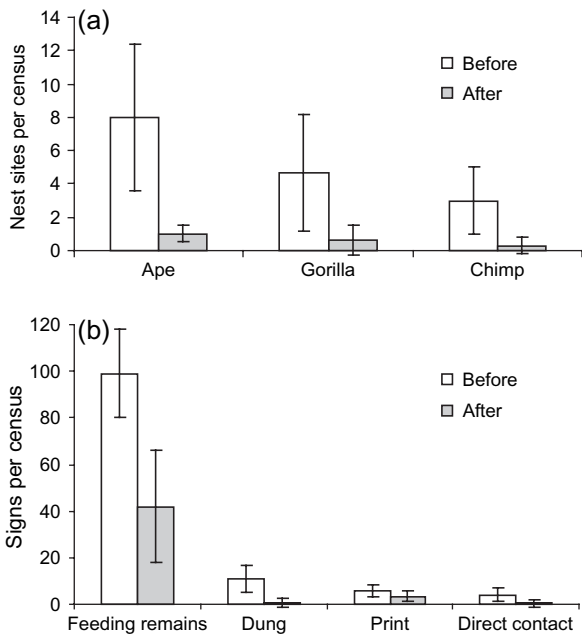 (a)
Nest sites per census
14
12
10
8
6
4
2
0
Before
After
Ape Gorilla Chimp
(b)
Signs per census
120
100
80
60
40
20
0
Before
After
Feeding remains Dung Print Direct contact